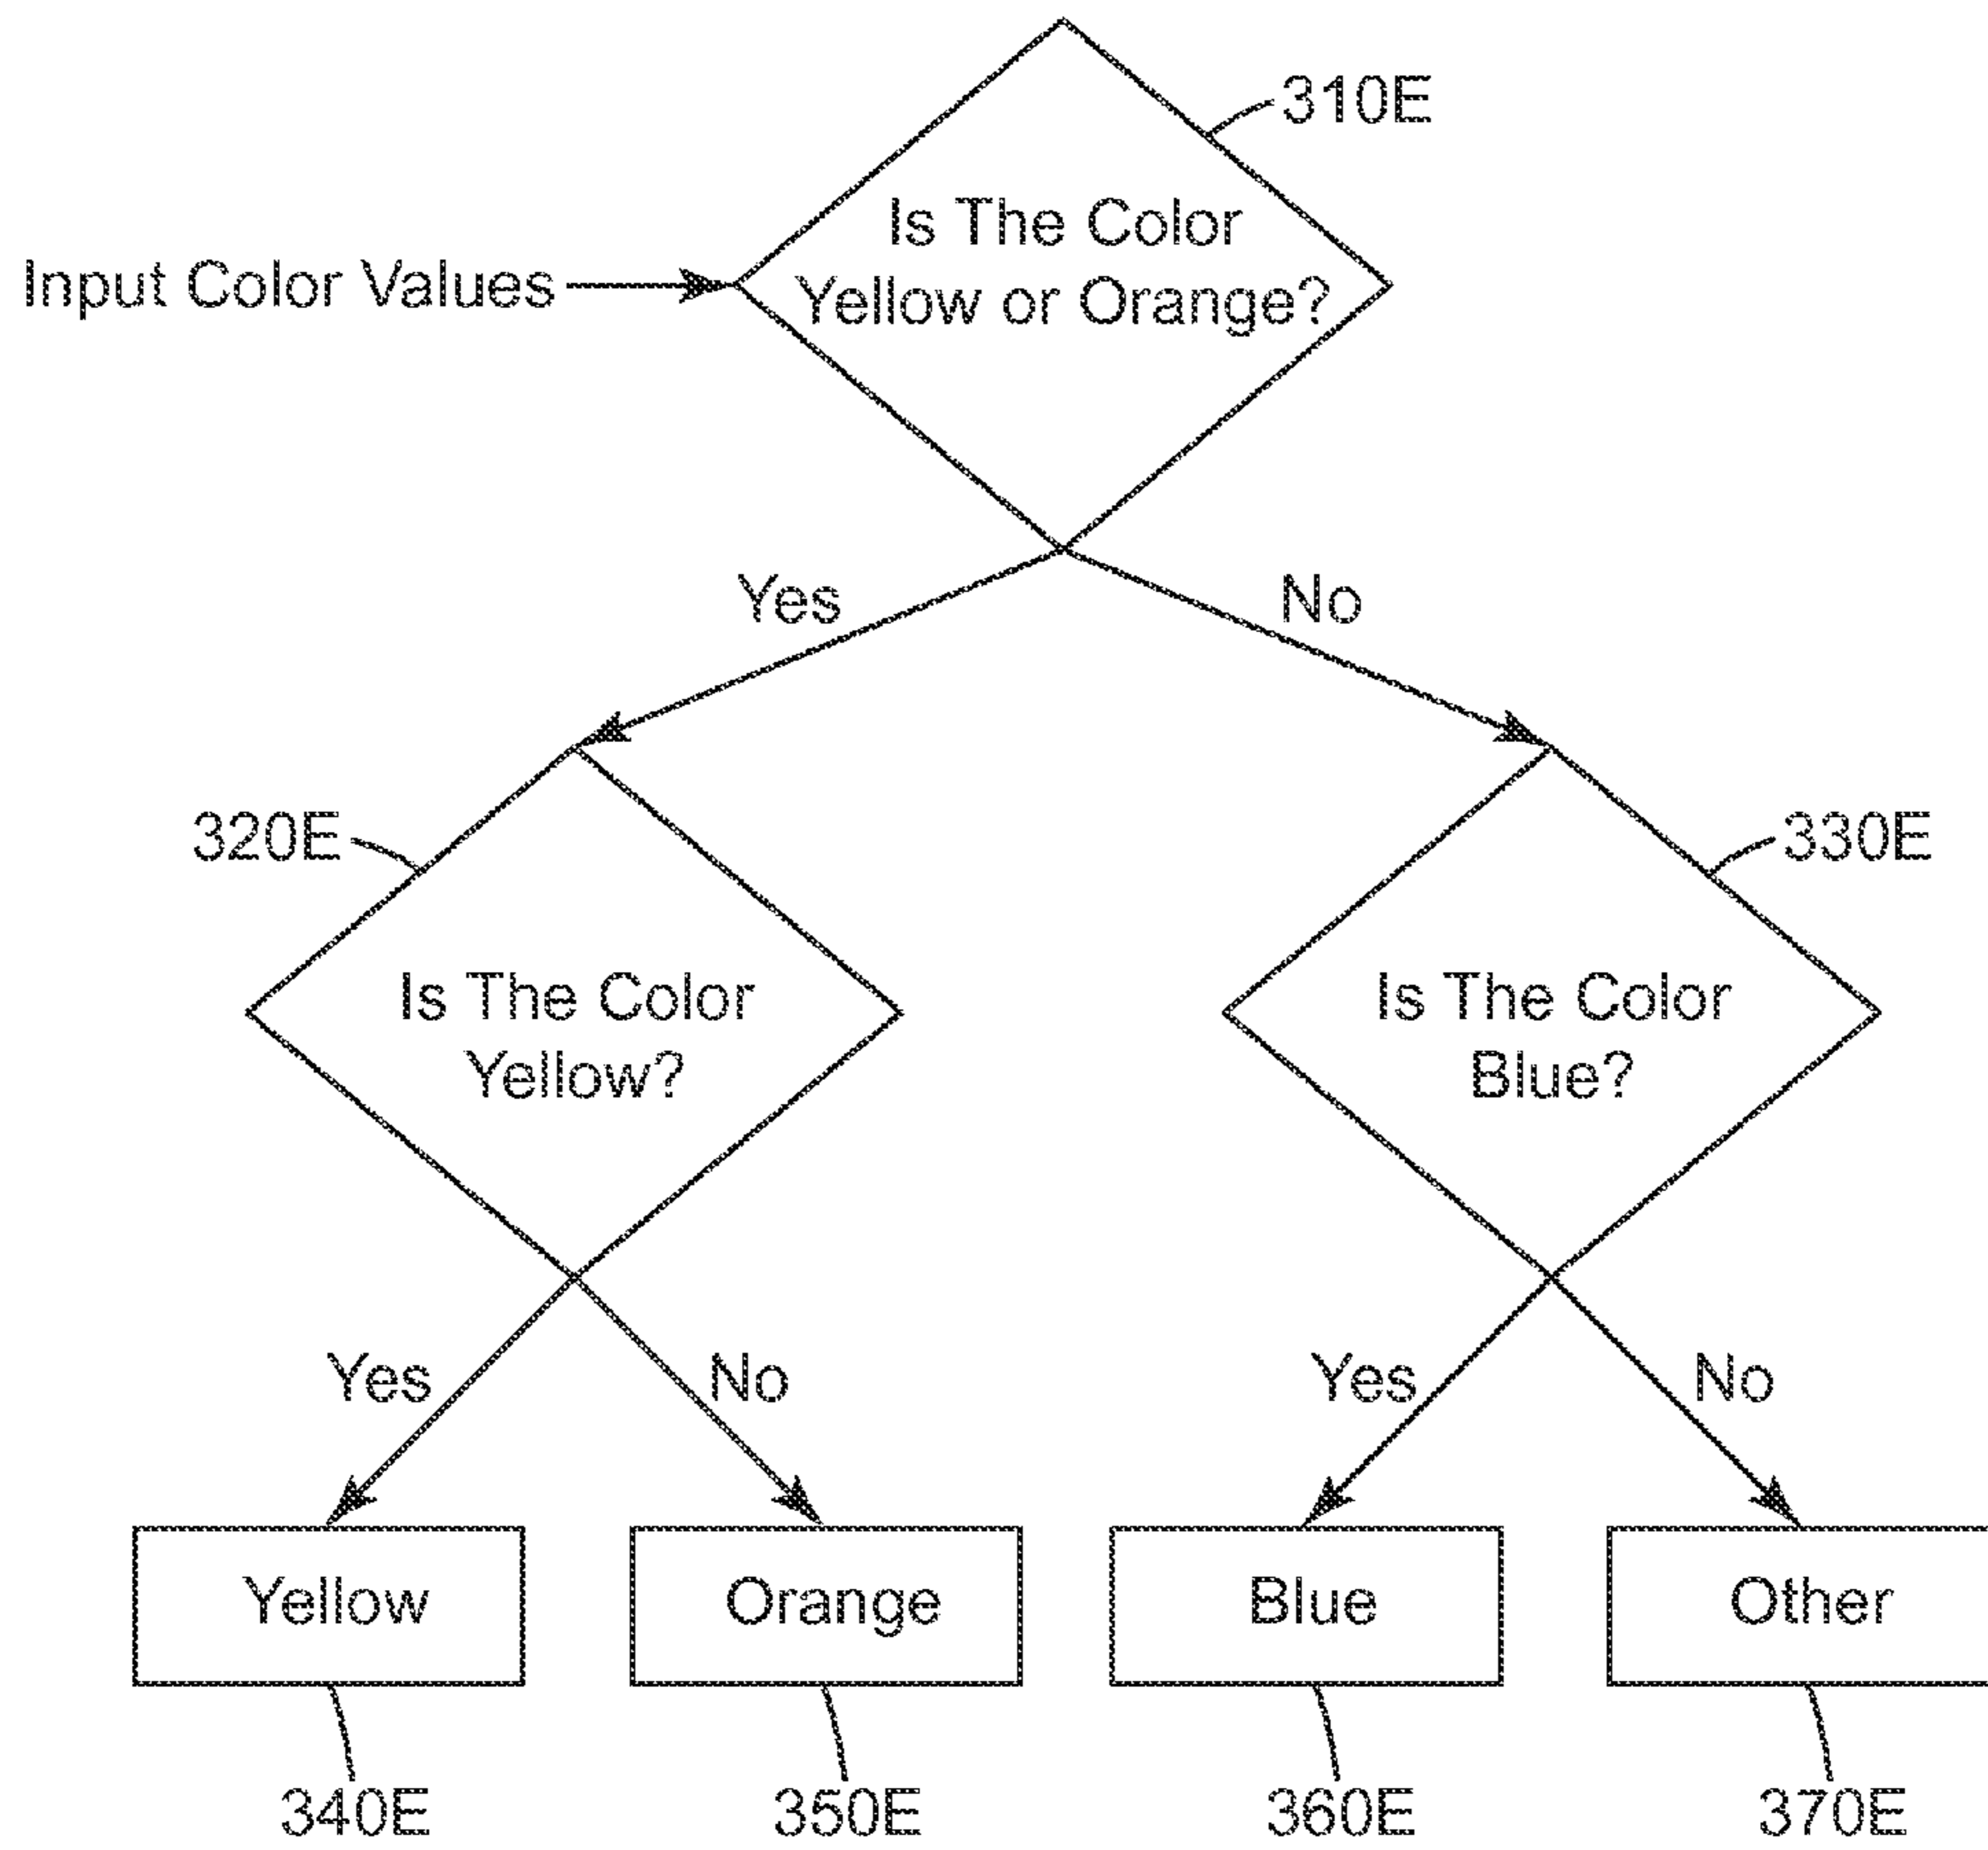 310E
Is The Color
Yellow or Orange?
Input Color Values
Yes
No
320E
330E
Is The Color
Yellow?
Is The Color
Blue?
Yes
No
Yes
No
Yellow
Orange
Blue
Other
340E
350E
360E
370E